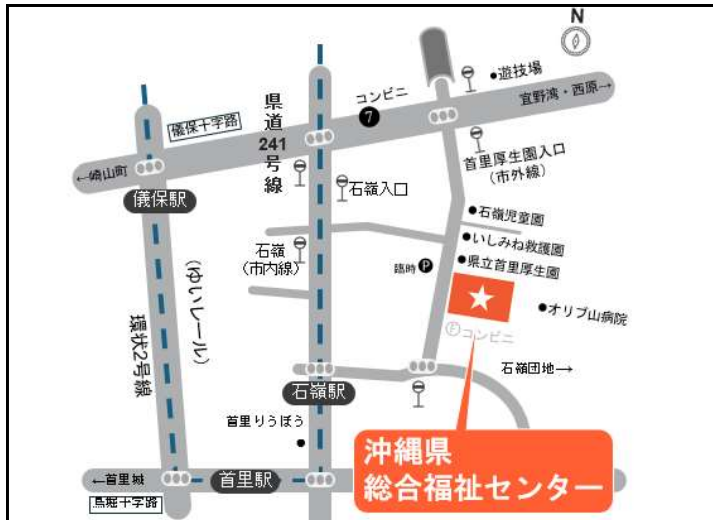 N
●遊技場
コンビニ
7
宜野湾・西原→
県道
241
号線
儀保十字路
←崎山町
儀保駅
首里厚生園入口
(市外線)
石嶺入口
●石嶺児童園
石嶺
(市内線)
●いしみね救護園
臨時 P
●県立首里厚生園
●オリブ山病院
Ⓕコンビニ
(ゆいレール)
環状2号線
石嶺団地→
石嶺駅
首里りうぼう
沖縄県
総合福祉センター
←首里城
首里駅
鳥堀十字路